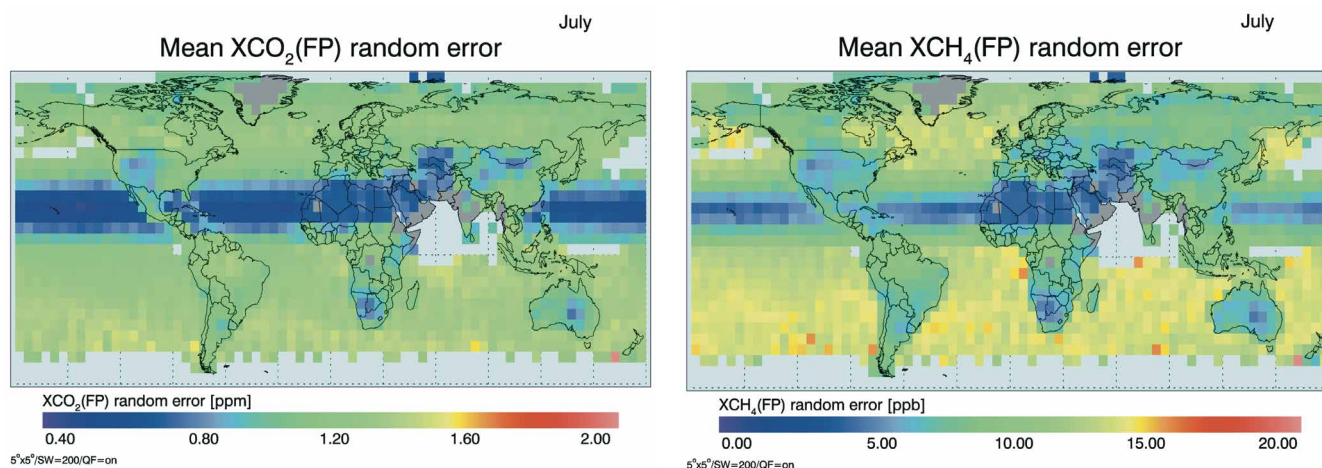 July
Mean XCO₂(FP) random error
XCO₂(FP) random error [ppm]
0.40 0.80 1.20 1.60 2.00
5°x5°/SW=200/QF=on
July
Mean XCH₄(FP) random error
XCH₄(FP) random error [ppb]
0.00 5.00 10.00 15.00 20.00
5°x5°/SW=200/QF=on